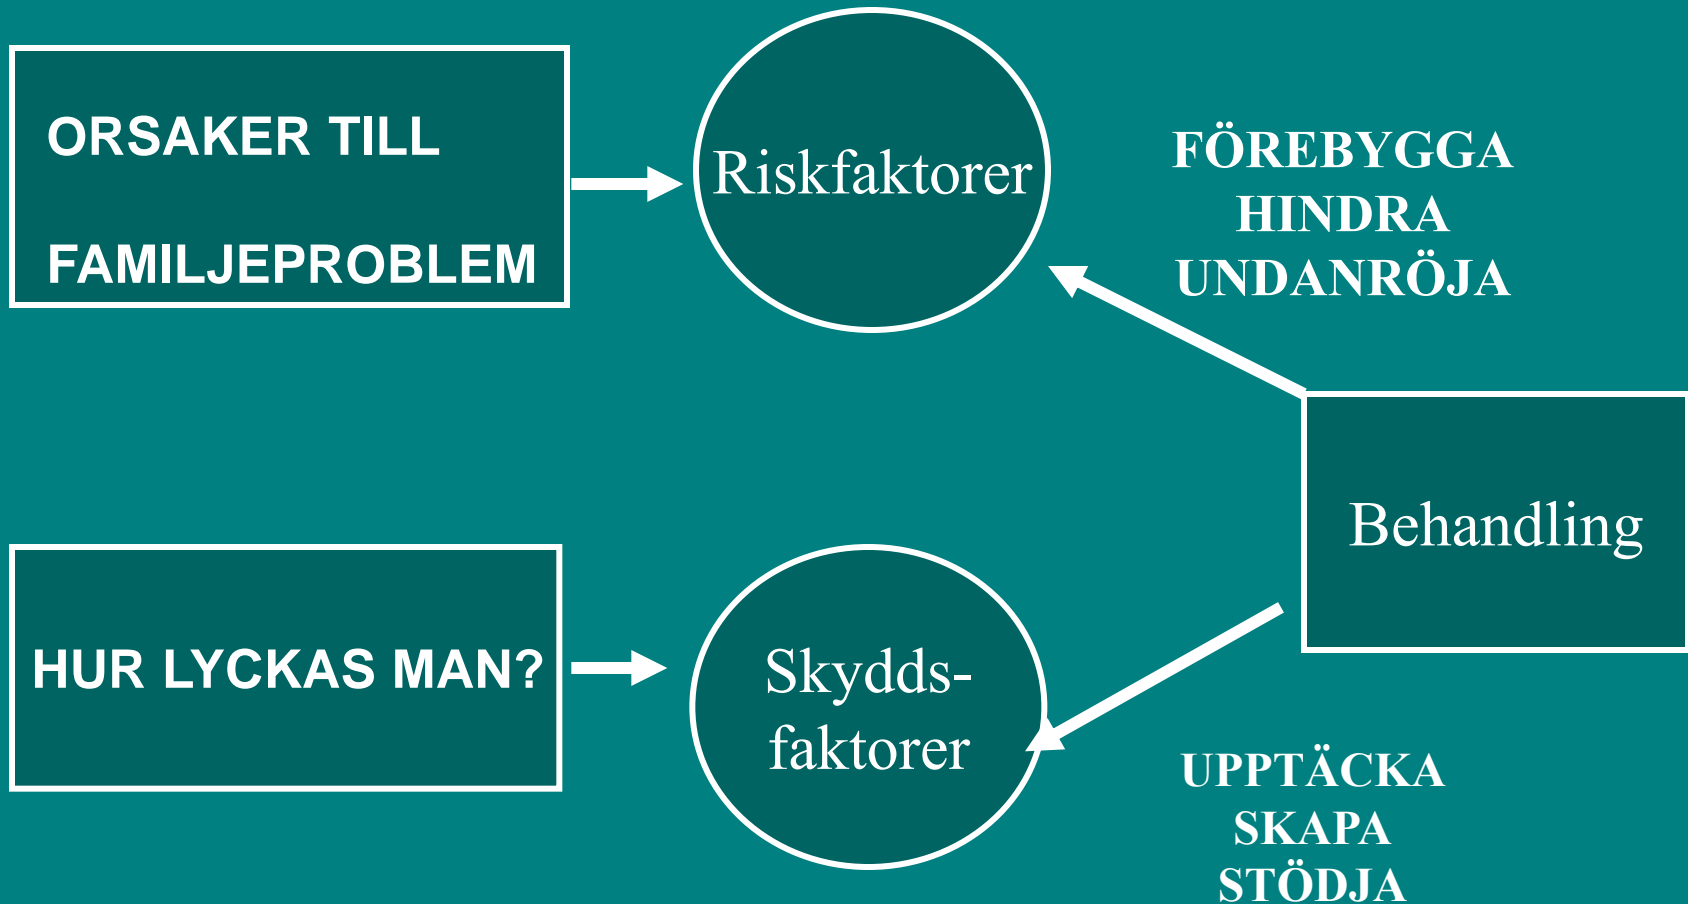 ORSAKER TILL
FAMILJEPROBLEM
Riskfaktorer
FÖREBYGGA
HINDRA
UNDANRÖJA
Behandling
HUR LYCKAS MAN?
Skydds-
faktorer
UPPTÄCKA
SKAPA
STÖDJA